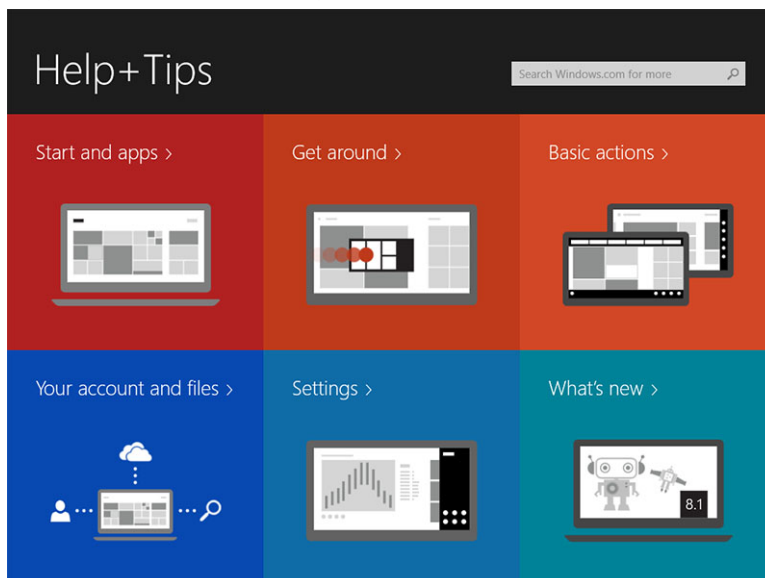 Help+Tips
Search Windows.com for more
Start and apps >
Get around >
Basic actions >
Your account and files >
Settings >
What's new >
8.1